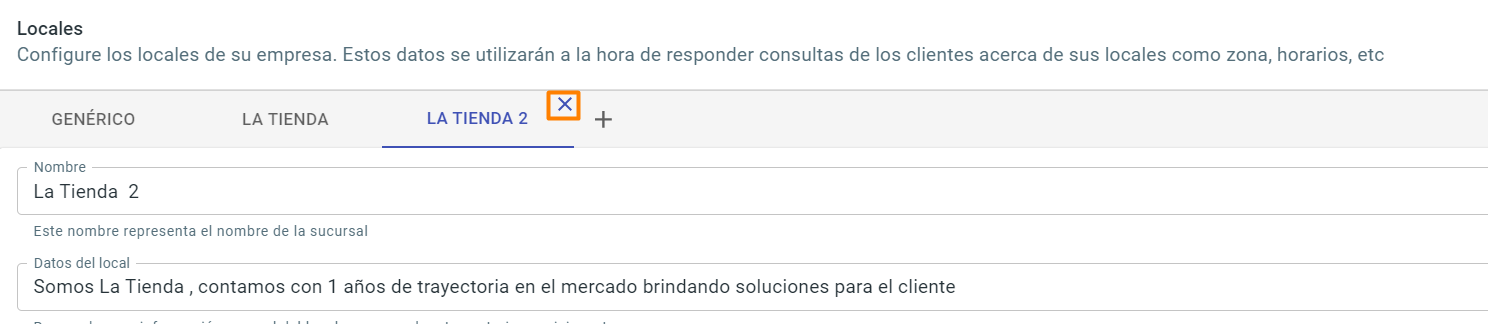 Locales
Configure los locales de su empresa. Estos datos se utilizarán a la hora de responder consultas de los clientes acerca de sus locales como zona, horarios, etc
GENÉRICO LA TIENDA LA TIENDA 2
Nombre
La Tienda 2
Este nombre representa el nombre de la sucursal
Datos del local
Somos La Tienda , contamos con 1 años de trayectoria en el mercado brindando soluciones para el cliente